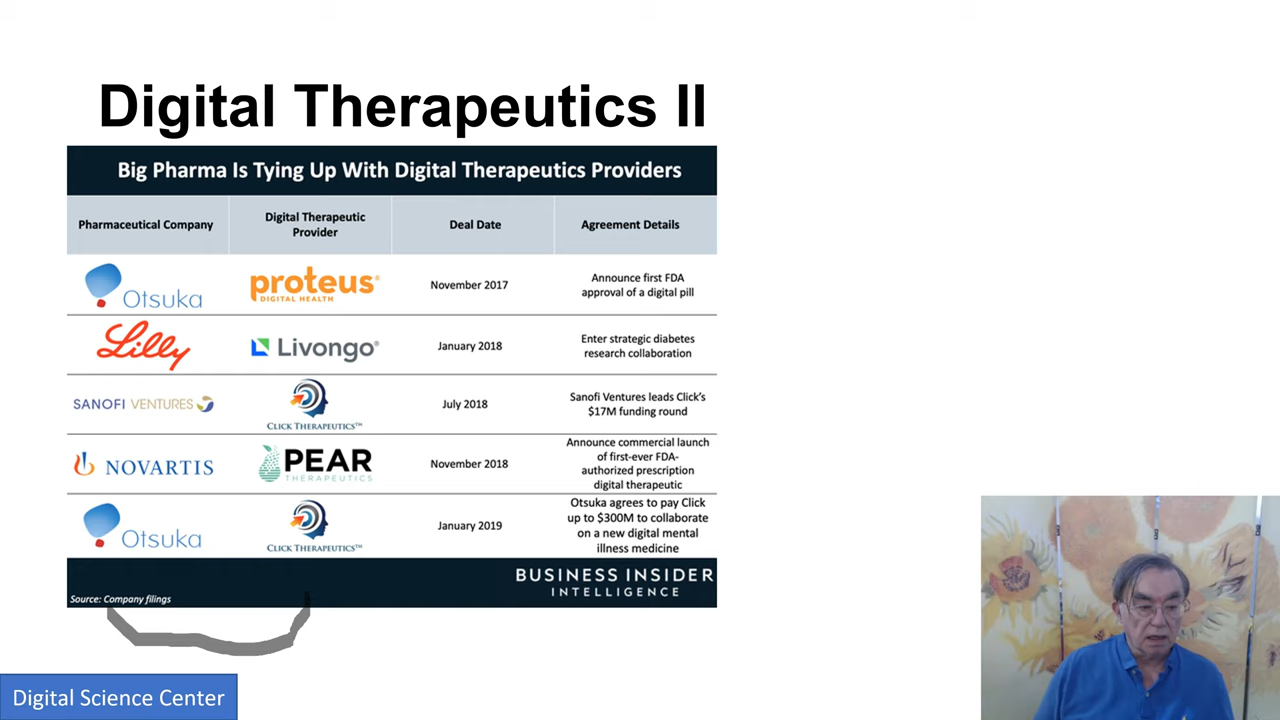 Digital Therapeutics II
Big Pharma Is Tying Up With Digital Therapeutics Providers
Pharmaceutical Company
Digital Therapeutic
Provider
Deal Date
Agreement Details
Otsuka
proteus®
DIGITAL HEALTH
November 2017
Announce first FDA
approval of a digital pill
Lilly
Livongo®
January 2018
Enter strategic diabetes
research collaboration
SANOFI VENTURES
CLICK THERAPEUTICS™
July 2018
Sanofi Ventures leads Click's
$17M funding round
NOVARTIS
PEAR
THERAPEUTICS
November 2018
Announce commercial launch
of first-ever FDA-
authorized prescription
digital therapeutic
Otsuka
CLICK THERAPEUTICS™
January 2019
Otsuka agrees to pay Click
up to $300M to collaborate
on a new digital mental
illness medicine
Source: Company filings
BUSINESS INSIDER
INTELLIGENCE
Digital Science Center